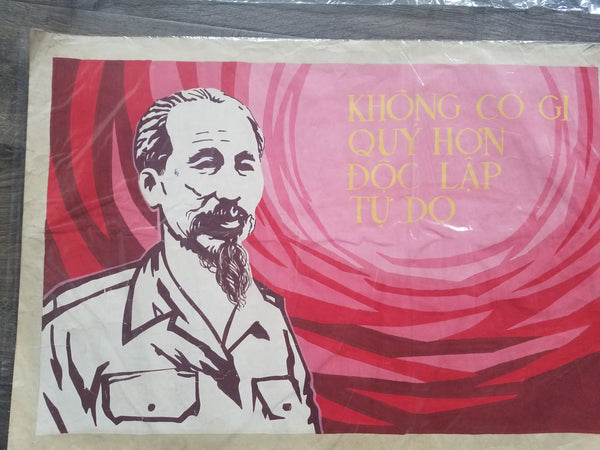 KHÔNG CÓ GÌ
QUÝ HƠN
ĐỘC LẬP
TỰ DO